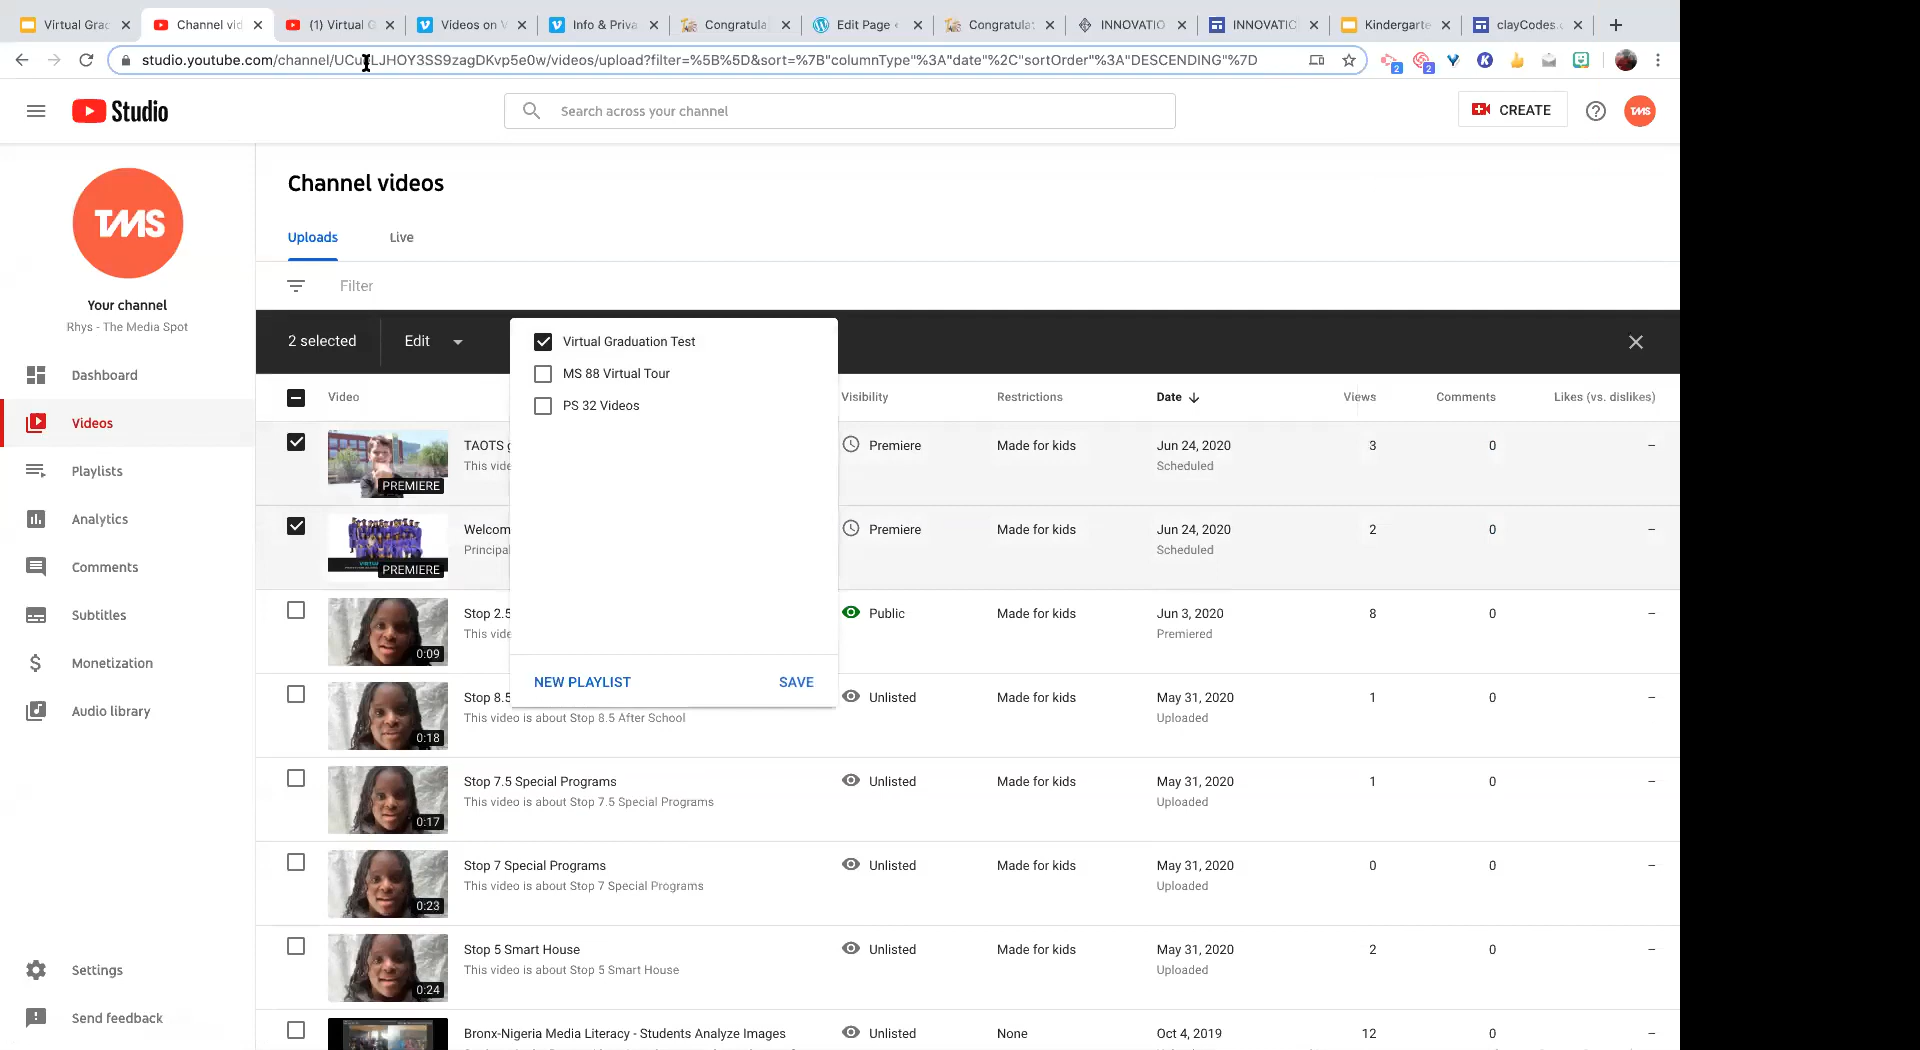 Virtual Grad
Channel vid
(1) Virtual G
Videos on V
Info & Priva
Congratula
Edit Page ‹
Congratulat
INNOVATIO
INNOVATIO
Kindergarte
clayCodes.c
studio.youtube.com/channel/
LJHOY3SS9zagDKvp5e0w/videos/upload?filter=%5B%5D&sort=%7B"columnType"%3A"date"%2C"sortOrder"%3A"DESCENDING"%7D
2
2
K
Studio
Search across your channel
CREATE
TMS
TMS
Your channel
Rhys - The Media Spot
Dashboard
Videos
Playlists
Analytics
Comments
Subtitles
Monetization
Audio library
Settings
Send feedback
Channel videos
Uploads
Live
Filter
2 selected
Edit
Virtual Graduation Test
MS 88 Virtual Tour
PS 32 Videos
NEW PLAYLIST
SAVE
Video
Visibility
Restrictions
Date
Views
Comments
Likes (vs. dislikes)
PREMIERE
TAOTS g
This vide
Premiere
Made for kids
Jun 24, 2020
Scheduled
3
0
–
PREMIERE
Welcom
Principal
Premiere
Made for kids
Jun 24, 2020
Scheduled
2
0
–
0:09
Stop 2.5
This vide
Public
Made for kids
Jun 3, 2020
Premiered
8
0
–
0:18
Stop 8.5
This video is about Stop 8.5 After School
Unlisted
Made for kids
May 31, 2020
Uploaded
1
0
–
0:17
Stop 7.5 Special Programs
This video is about Stop 7.5 Special Programs
Unlisted
Made for kids
May 31, 2020
Uploaded
1
0
–
0:23
Stop 7 Special Programs
This video is about Stop 7 Special Programs
Unlisted
Made for kids
May 31, 2020
Uploaded
0
0
–
0:24
Stop 5 Smart House
This video is about Stop 5 Smart House
Unlisted
Made for kids
May 31, 2020
Uploaded
2
0
–
Bronx-Nigeria Media Literacy - Students Analyze Images
Unlisted
None
Oct 4, 2019
12
0
–